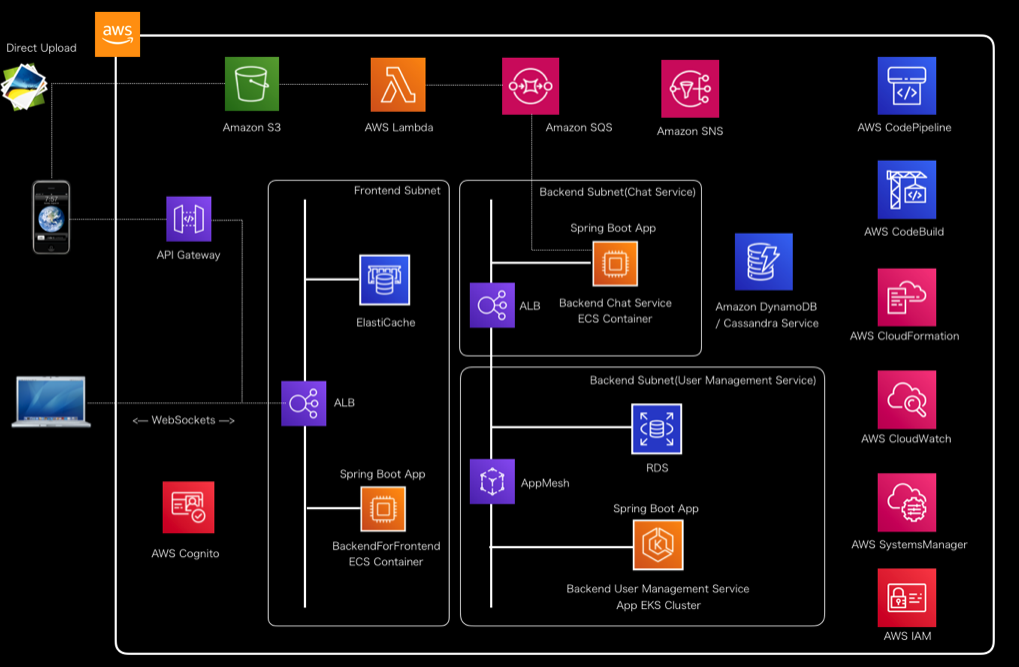 aws
Direct Upload
Amazon S3
AWS Lambda
Amazon SQS
Amazon SNS
AWS CodePipeline
Frontend Subnet
Backend Subnet(Chat Service)
Spring Boot App
AWS CodeBuild
API Gateway
ElastiCache
ALB
Backend Chat Service
ECS Container
Amazon DynamoDB
/ Cassandra Service
AWS CloudFormation
Backend Subnet(User Management Service)
ALB
<— WebSockets —>
AWS CloudWatch
RDS
Spring Boot App
AppMesh
BackendForFrontend
ECS Container
AWS Cognito
Spring Boot App
AWS SystemsManager
Backend User Management Service
App EKS Cluster
AWS IAM